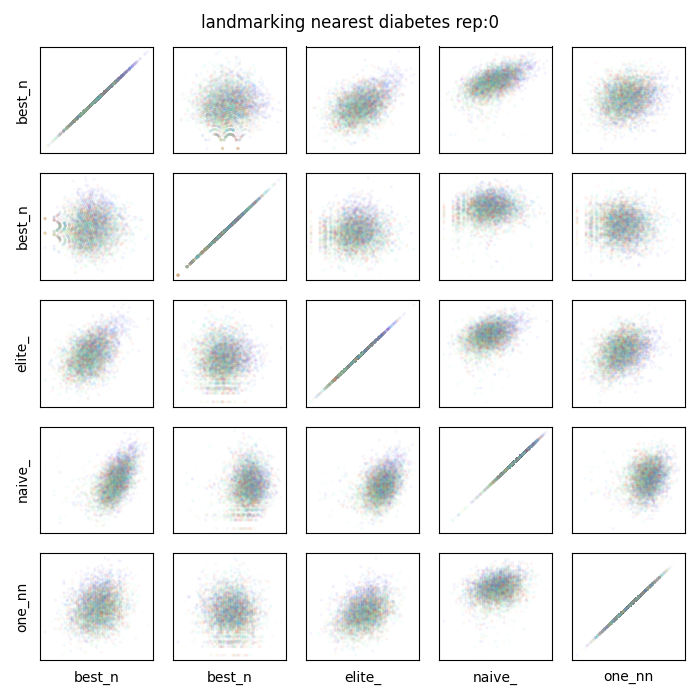 landmarking nearest diabetes rep:0
best_n
best_n
elite_
naive_
one_nn
best_n
best_n
elite_
naive_
one_nn